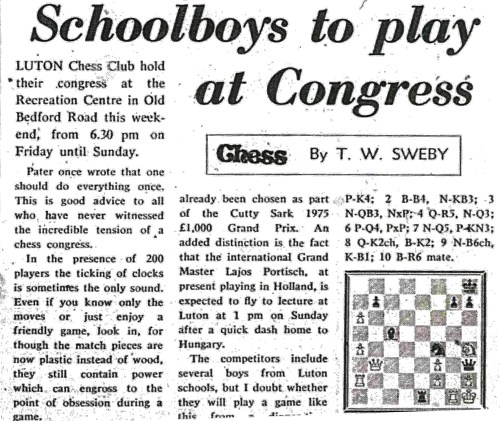 Schoolboys to play
at Congress
LUTON Chess Club hold
their congress at the
Recreation Centre in Old
Bedford Road this week-
end, from 6.30 pm on
Friday until Sunday.
Pater once wrote that one
should do everything once.
This is good advice to all
who have never witnessed
the incredible tension of a
chess congress.
In the presence of 200
players the ticking of clocks
is sometimes the only sound.
Even if you know only the
moves or just enjoy a
friendly game, look in, for
though the match pieces are
now plastic instead of wood,
they still contain power
which can engross to the
point of obsession during a
game.
Chess By T. W. SWEBY
already been chosen as part
of the Cutty Sark 1975
£1,000 Grand Prix. An
added distinction is the fact
that the international Grand
Master Lajos Portisch, at
present playing in Holland, is
expected to fly to lecture at
Luton at 1 pm on Sunday
after a quick dash home to
Hungary.
The competitors include
several boys from Luton
schools, but I doubt whether
they will play a game like
this from a
P-K4; 2 B-B4, N-KB3; 3
N-QB3, NxP; 4 Q-R5, N-Q3;
6 P-Q4, PxP; 7 N-Q5, P-KN3;
8 Q-K2ch, B-K2; 9 N-B6ch,
K-B1; 10 B-R6 mate.